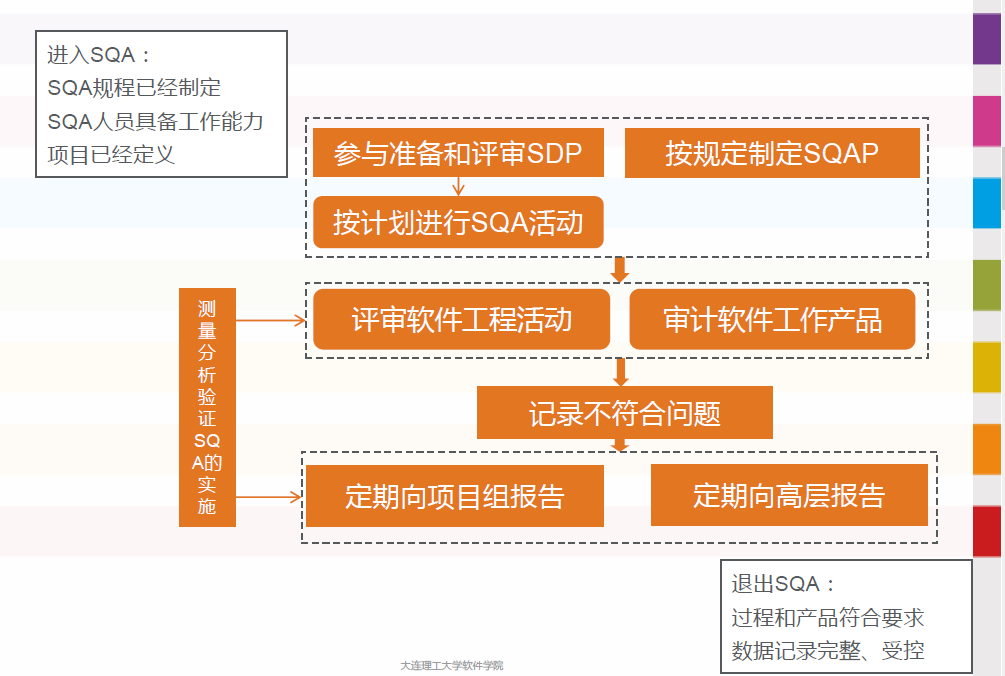 进入SQA：
SQA规程已经制定
SQA人员具备工作能力
项目已经定义
参与准备和评审SDP
按规定制定SQAP
按计划进行SQA活动
测
量
分
析
验
证
SQ
A的
实
施
评审软件工程活动
审计软件工作产品
记录不符合问题
定期向项目组报告
定期向高层报告
退出SQA：
过程和产品符合要求
数据记录完整、受控
大连理工大学软件学院